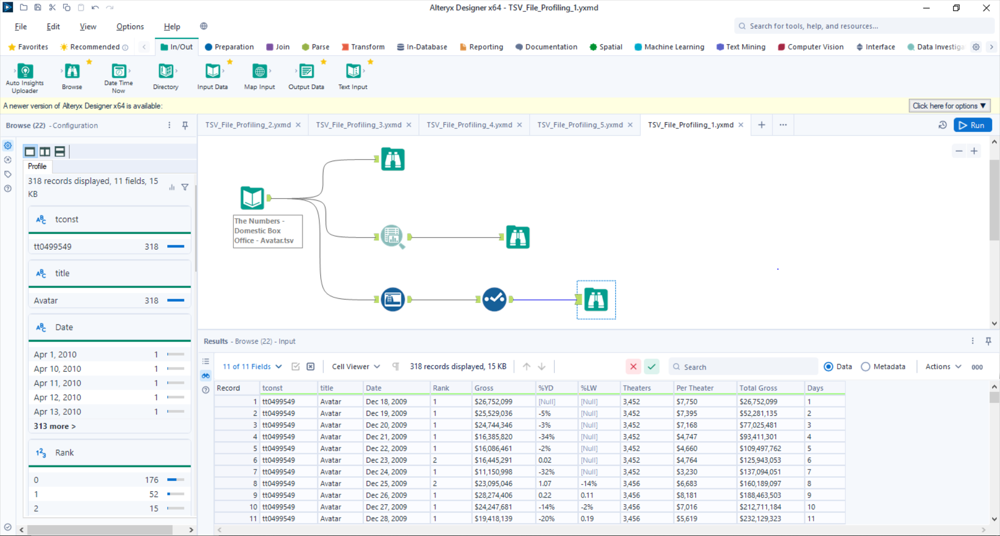 Alteryx Designer x64 - TSV_File_Profiling_1.yxmd
File Edit View Options Help
Search for tools, help, and resources...
Favorites Recommended In/Out Preparation Join Parse Transform In-Database Reporting Documentation Spatial Machine Learning Text Mining Computer Vision Interface Data Investiga
Auto Insights
Uploader
Browse
Date Time
Now
Directory
Input Data
Map Input
Output Data
Text Input
A newer version of Alteryx Designer x64 is available:
Click here for options ▼
Browse (22) - Configuration
TSV_File_Profiling_2.yxmd TSV_File_Profiling_3.yxmd TSV_File_Profiling_4.yxmd TSV_File_Profiling_5.yxmd TSV_File_Profiling_1.yxmd
Run
Profile
318 records displayed, 11 fields, 15
KB
ABC tconst
tt0499549 318
ABC title
Avatar 318
ABC Date
Apr 1, 2010 1
Apr 10, 2010 1
Apr 11, 2010 1
Apr 12, 2010 1
Apr 13, 2010 1
313 more >
123 Rank
0 176
1 52
2 15
The Numbers -
Domestic Box
Office - Avatar.tsv
Results - Browse (22) - Input
11 of 11 Fields Cell Viewer 318 records displayed, 15 KB Search Data Metadata Actions 000
Record tconst title Date Rank Gross %YD %LW Theaters Per Theater Total Gross Days
1 tt0499549 Avatar Dec 18, 2009 1 $26,752,099 [Null] [Null] 3,452 $7,750 $26,752,099 1
2 tt0499549 Avatar Dec 19, 2009 1 $25,529,036 -5% [Null] 3,452 $7,395 $52,281,135 2
3 tt0499549 Avatar Dec 20, 2009 1 $24,744,346 -3% [Null] 3,452 $7,168 $77,025,481 3
4 tt0499549 Avatar Dec 21, 2009 1 $16,385,820 -34% [Null] 3,452 $4,747 $93,411,301 4
5 tt0499549 Avatar Dec 22, 2009 1 $16,086,461 -2% [Null] 3,452 $4,660 $109,497,762 5
6 tt0499549 Avatar Dec 23, 2009 2 $16,445,291 0.02 [Null] 3,452 $4,764 $125,943,053 6
7 tt0499549 Avatar Dec 24, 2009 1 $11,150,998 -32% [Null] 3,452 $3,230 $137,094,051 7
8 tt0499549 Avatar Dec 25, 2009 2 $23,095,046 1.07 -14% 3,456 $6,683 $160,189,097 8
9 tt0499549 Avatar Dec 26, 2009 1 $28,274,406 0.22 0.11 3,456 $8,181 $188,463,503 9
10 tt0499549 Avatar Dec 27, 2009 1 $24,247,681 -14% -2% 3,456 $7,016 $212,711,184 10
11 tt0499549 Avatar Dec 28, 2009 1 $19,418,139 -20% 0.19 3,456 $5,619 $232,129,323 11